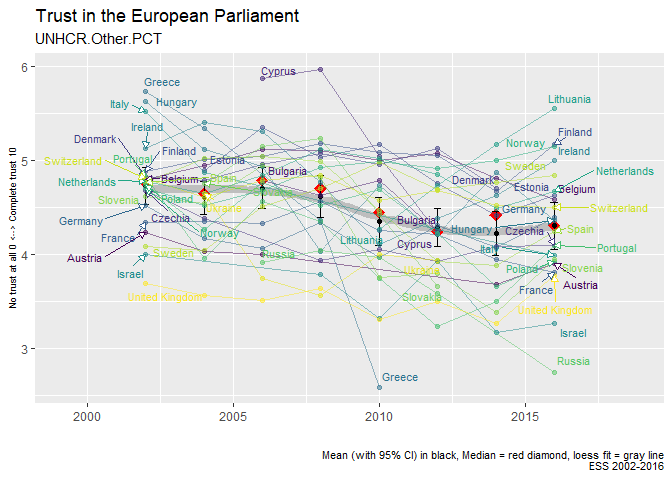 Trust in the European Parliament
UNHCR.Other.PCT
No trust at all 0 <--> Complete trust 10
6
5
4
3
2000
2005
2010
2015
Greece
Italy
Hungary
Ireland
Denmark
Finland
Switzerland
Portugal
Estonia
Netherlands
Belgium
Spain
Slovenia
Poland
Ukraine
Germany
Czechia
France
Norway
Austria
Sweden
Israel
United Kingdom
Cyprus
Bulgaria
Russia
Lithuania
Bulgaria
Cyprus
Ukraine
Slovakia
Greece
Lithuania
Finland
Norway
Ireland
Sweden
Denmark
Netherlands
Estonia
Belgium
Germany
Switzerland
Hungary
Czechia
Spain
Italy
Portugal
Poland
Slovenia
France
Austria
United Kingdom
Israel
Russia
Mean (with 95% CI) in black, Median = red diamond, loess fit = gray line
ESS 2002-2016